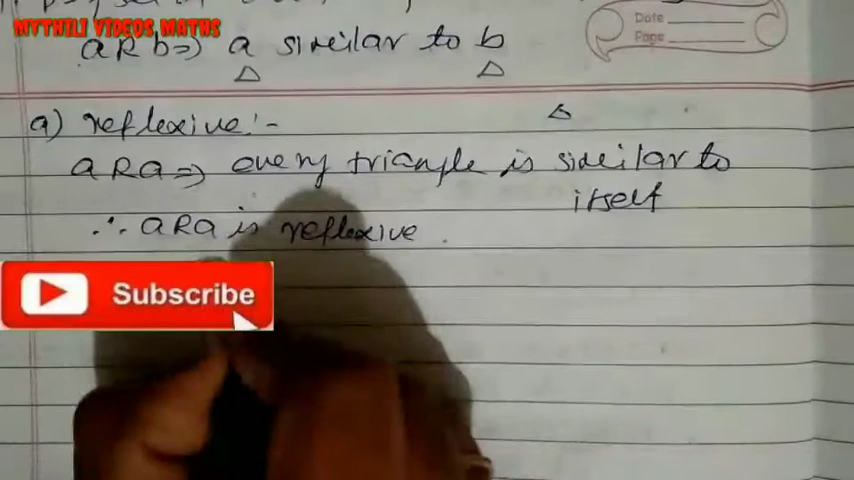 MYTHILI VIDEOS MATHS
Date
Page
aRb=) a similar to b
△ △
a) reflexive:-
△
aRa=) every triangle is similar to
itself
∴ aRa is reflexive.
Subscribe